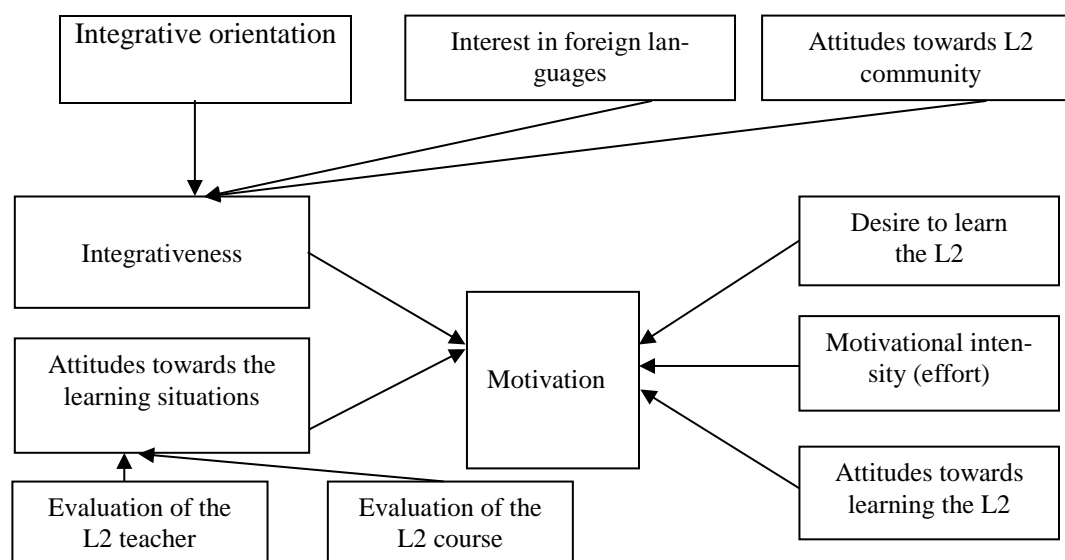 Integrative orientation
Interest in foreign lan-
guages
Attitudes towards L2
community
Integrativeness
Desire to learn
the L2
Motivation
Motivational inten-
sity (effort)
Attitudes towards the
learning situations
Attitudes towards
learning the L2
Evaluation of the
L2 teacher
Evaluation of the
L2 course